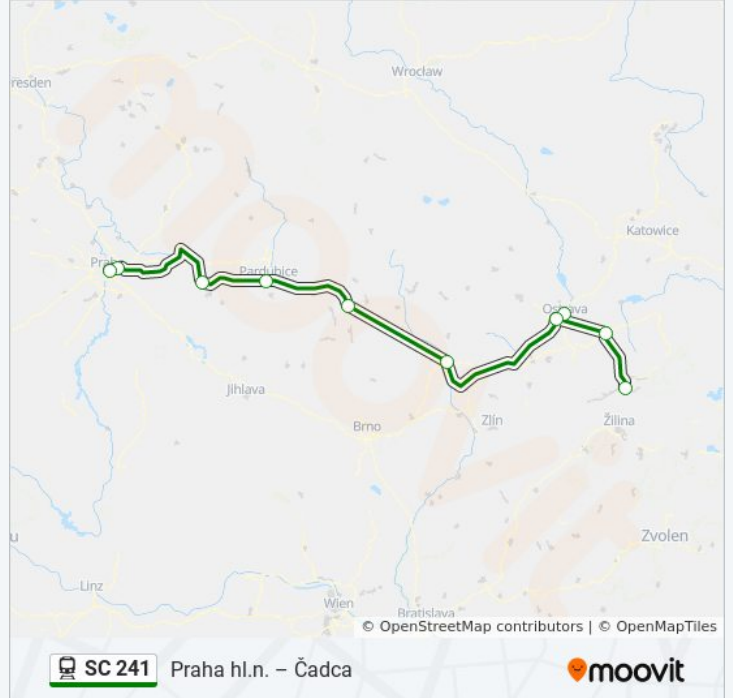 Wrocław
resden
Katowice
Praha
Pardubice
Ostrava
Jihlava
Brno
Zlín
Žilina
u
Zvolen
Linz
Wien
Bratislava
© OpenStreetMap contributors | © OpenMapTiles
SC 241 Praha hl.n. – Čadca
moovit